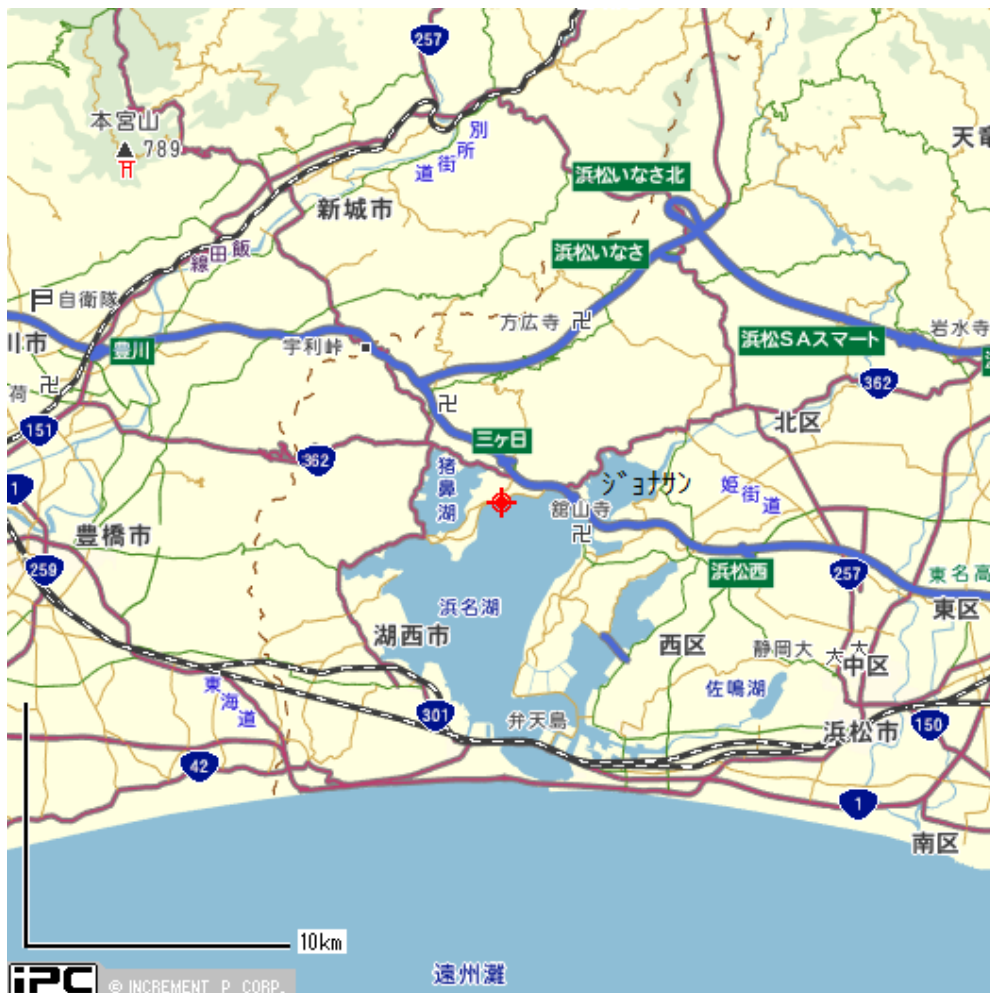 257
本宮山
789
別所街道
天竜
浜松いなさ北
新城市
飯田線
浜松いなさ
自衛隊
方広寺
岩水寺
川市
豊川
宇利峠
浜松SAスマート
荷
362
151
三ヶ日
北区
362
猪鼻湖
ジョナサン
姫街道
1
舘山寺
豊橋市
259
浜松西
257
東名高
浜名湖
東区
湖西市
西区
静岡大
大
大
中区
東海道
佐鳴湖
301
弁天島
浜松市
150
42
1
南区
10km
遠州灘
iPC
© INCREMENT P CORP.